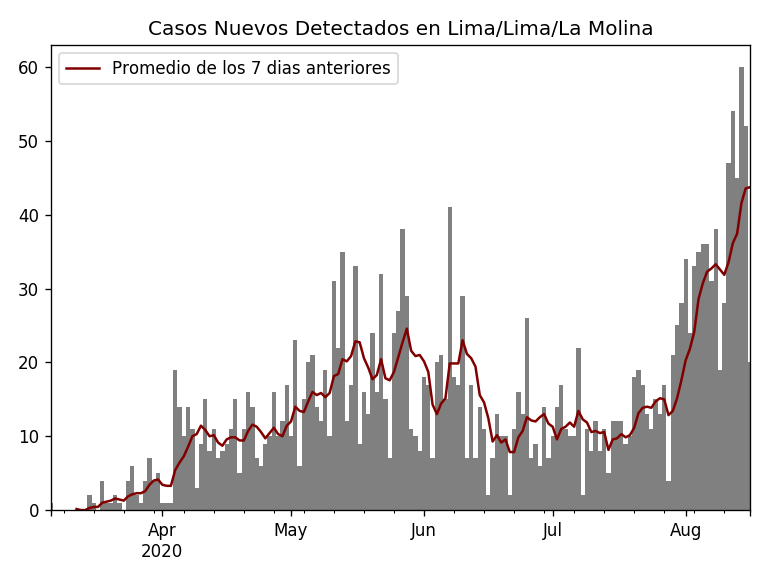 Casos Nuevos Detectados en Lima/Lima/La Molina
Promedio de los 7 dias anteriores
60
50
40
30
20
10
0
Apr
2020
May
Jun
Jul
Aug